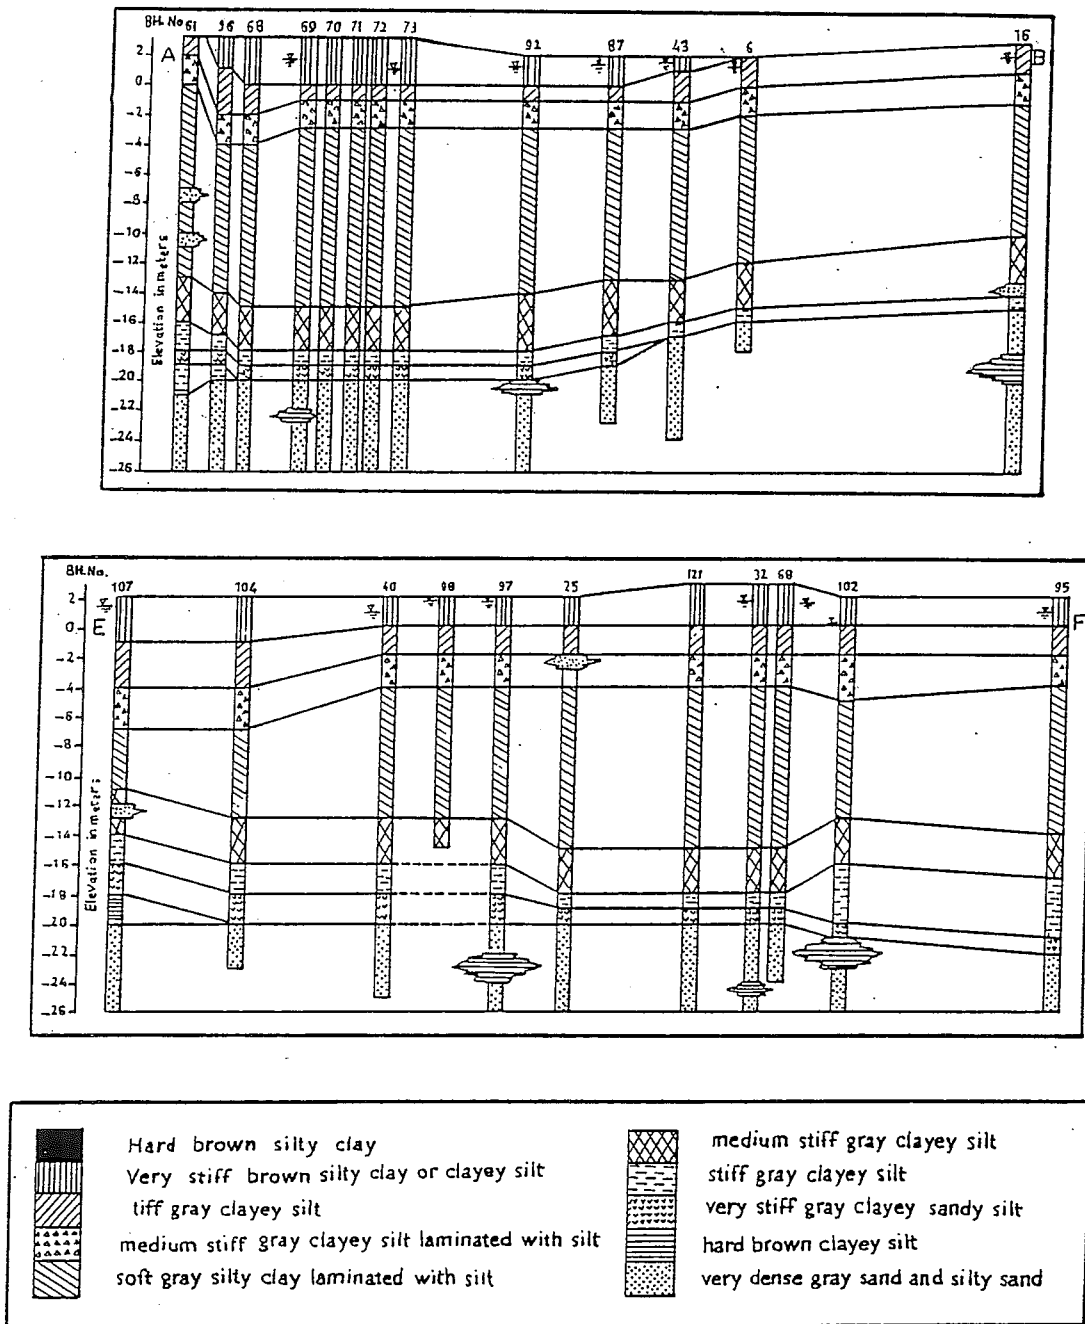 BH. No 61 96 68 69 70 71 72 73 92 87 43 6 16
A B
2
0
-2
-4
-6
-8
-10
-12
-14
-16
-18
-20
-22
-24
-26
Elevation in meters
BH.No.
107 104 40 98 97 25 121 32 68 102 95
E F
2
0
-2
-4
-6
-8
-10
-12
-14
-16
-18
-20
-22
-24
-26
Elevation in meters
Hard brown silty clay
Very stiff brown silty clay or clayey silt
tiff gray clayey silt
medium stiff gray clayey silt laminated with silt
soft gray silty clay laminated with silt
medium stiff gray clayey silt
stiff gray clayey silt
very stiff gray clayey sandy silt
hard brown clayey silt
very dense gray sand and silty sand